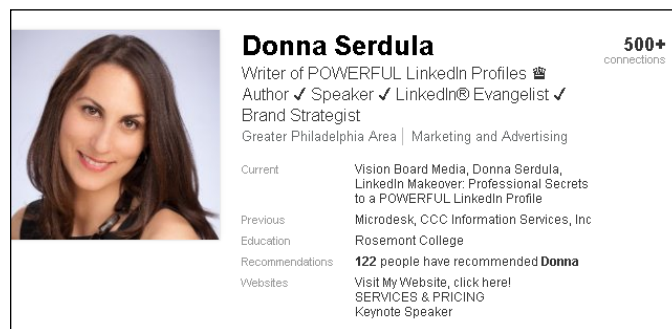 Donna Serdula
500+
connections
Writer of POWERFUL LinkedIn Profiles ♕
Author ✓ Speaker ✓ LinkedIn® Evangelist ✓
Brand Strategist
Greater Philadelphia Area | Marketing and Advertising
Current Vision Board Media, Donna Serdula,
LinkedIn Makeover: Professional Secrets
to a POWERFUL LinkedIn Profile
Previous Microdesk, CCC Information Services, Inc
Education Rosemont College
Recommendations 122 people have recommended Donna
Websites Visit My Website, click here!
SERVICES & PRICING
Keynote Speaker